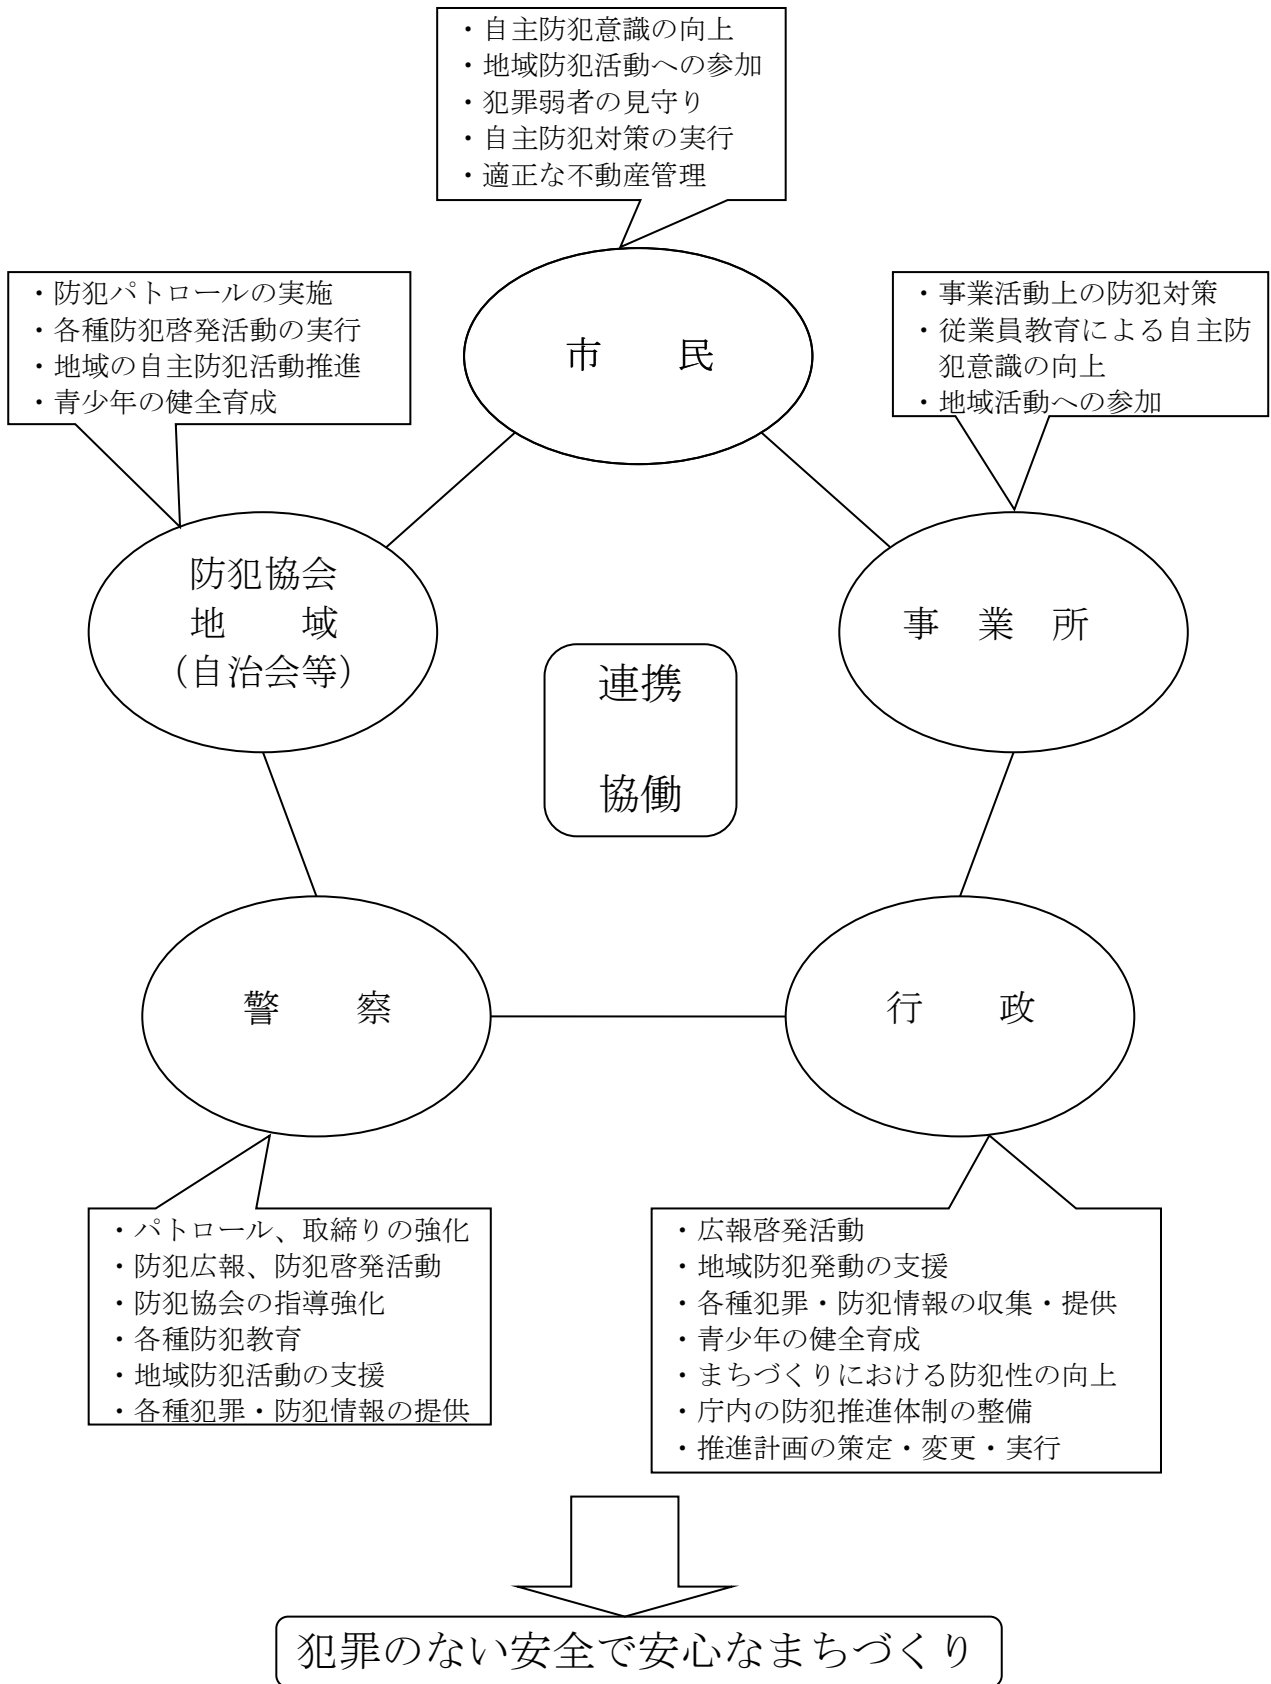 ・自主防犯意識の向上
・地域防犯活動への参加
・犯罪弱者の見守り
・自主防犯対策の実行
・適正な不動産管理
市　　民
・防犯パトロールの実施
・各種防犯啓発活動の実行
・地域の自主防犯活動推進
・青少年の健全育成
・事業活動上の防犯対策
・従業員教育による自主防
犯意識の向上
・地域活動への参加
防犯協会
地　　域
（自治会等）
事　業　所
連携
協働
警　　察
行　　政
・パトロール、取締りの強化
・防犯広報、防犯啓発活動
・防犯協会の指導強化
・各種防犯教育
・地域防犯活動の支援
・各種犯罪・防犯情報の提供
・広報啓発活動
・地域防犯発動の支援
・各種犯罪・防犯情報の収集・提供
・青少年の健全育成
・まちづくりにおける防犯性の向上
・庁内の防犯推進体制の整備
・推進計画の策定・変更・実行
犯罪のない安全で安心なまちづくり